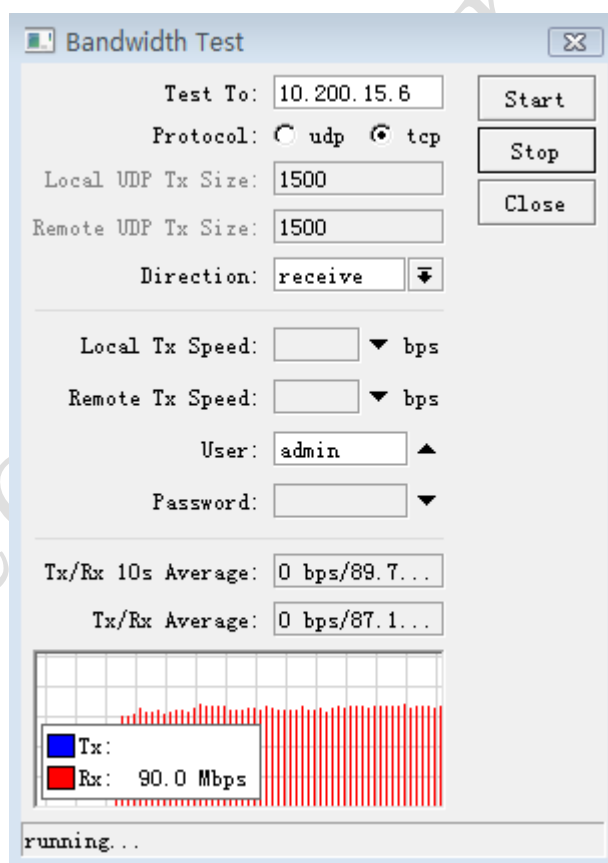 Bandwidth Test
Test To: 10.200.15.6 Start
Protocol: udp tcp Stop
Local UDP Tx Size: 1500
Remote UDP Tx Size: 1500 Close
Direction: receive
Local Tx Speed: bps
Remote Tx Speed: bps
User: admin
Password:
Tx/Rx 10s Average: 0 bps/89.7...
Tx/Rx Average: 0 bps/87.1...
Tx:
Rx: 90.0 Mbps
running...